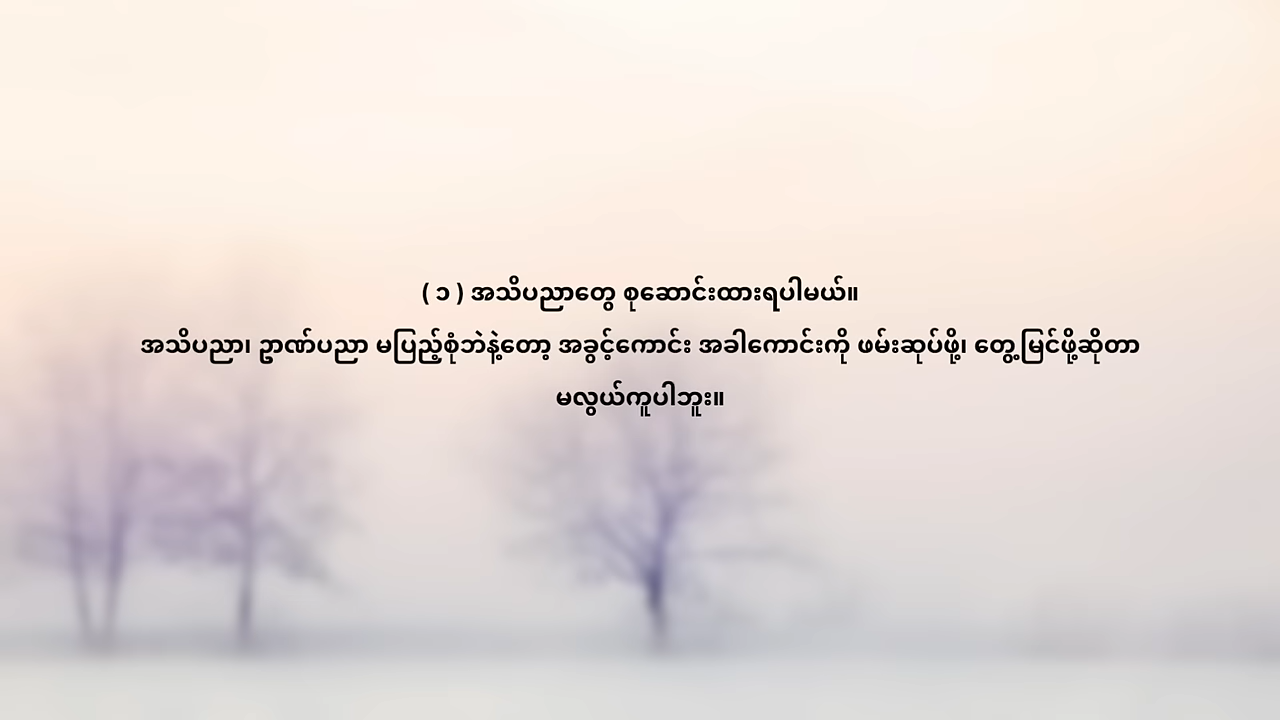 ( ၁ ) အသိပညာတွေ စုဆောင်းထားရပါမယ်။
အသိပညာ၊ ဥာဏ်ပညာ မပြည့်စုံဘဲနဲ့တော့ အခွင့်ကောင်း အခါကောင်းကို ဖမ်းဆုပ်ဖို့၊ တွေ့မြင်ဖို့ဆိုတာ
မလွယ်ကူပါဘူး။